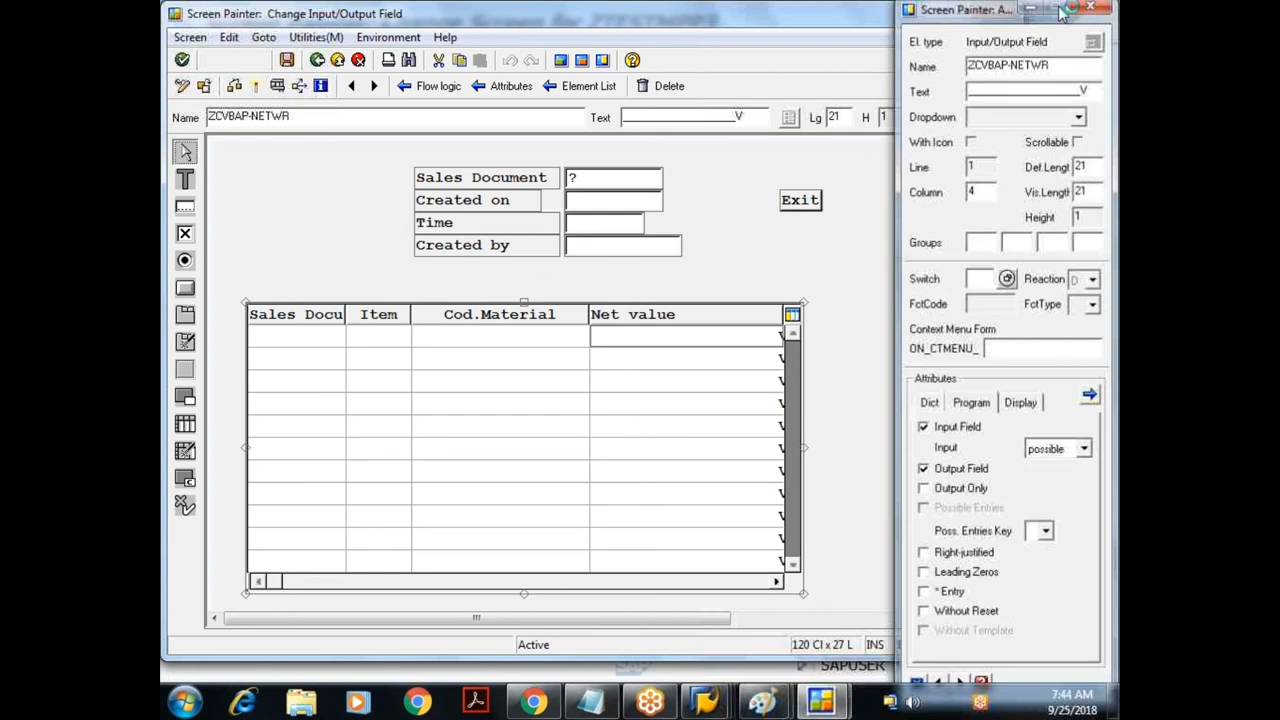 Screen Painter: Change Input/Output Field
Screen Edit Goto Utilities(M) Environment Help
Flow logic Attributes Element List Delete
Name ZCVBAP-NETWR Text ____________________V Lg 21 H 1
Sales Document ?
Created on
Exit
Time
Created by
Sales Docu Item Cod.Material Net value
Active 120 Cl x 27 L INS
SAPUSER
Screen Painter: A...
El. type Input/Output Field
Name ZCVBAP-NETWR
Text ____________________V
Dropdown
With Icon Scrollable
Line 1 Def.Lengt 21
Column 4 Vis.Length 21
Height 1
Groups
Switch Reaction D
FctCode FctType
Context Menu Form
ON_CTMENU_
Attributes
Dict Program Display
Input Field
Input possible
Output Field
Output Only
Possible Entries
Poss. Entries Key
Right-justified
Leading Zeros
* Entry
Without Reset
Without Template
7:44 AM
9/25/2018